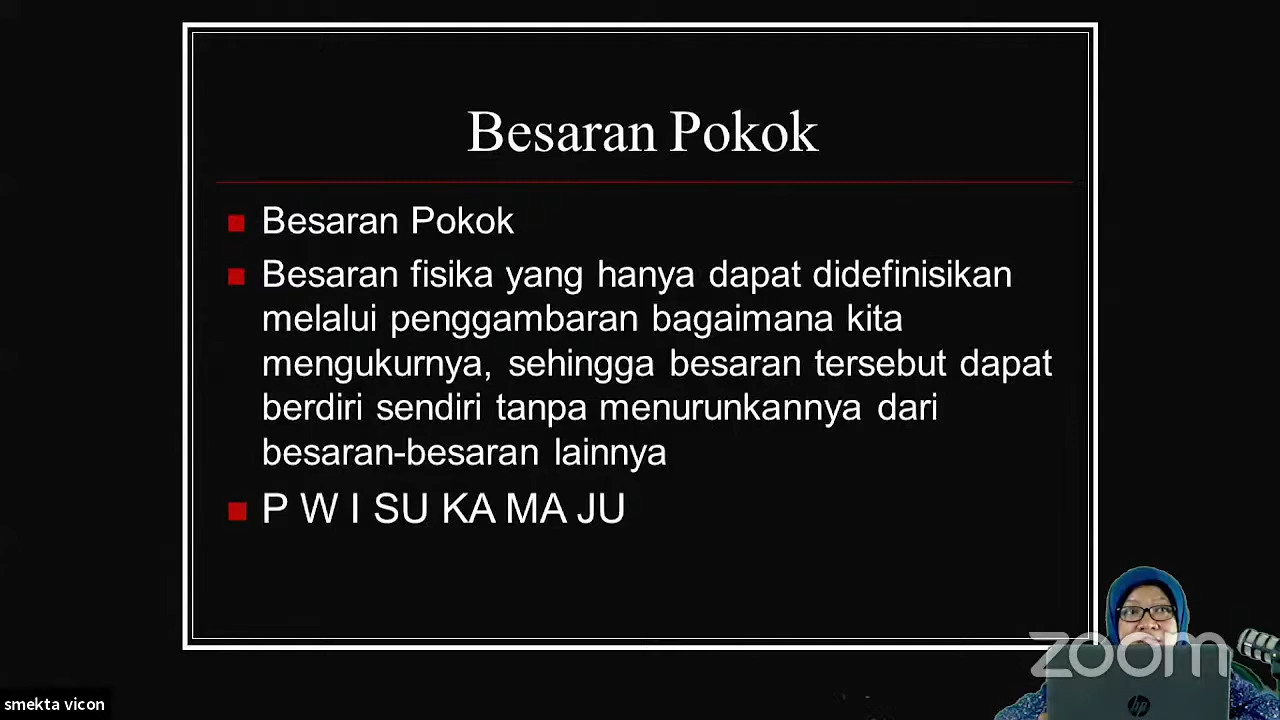 Besaran Pokok
Besaran Pokok
Besaran fisika yang hanya dapat didefinisikan
melalui penggambaran bagaimana kita
mengukurnya, sehingga besaran tersebut dapat
berdiri sendiri tanpa menurunkannya dari
besaran-besaran lainnya
P W I SU KA MA JU
zoom
hp
smekta vicon